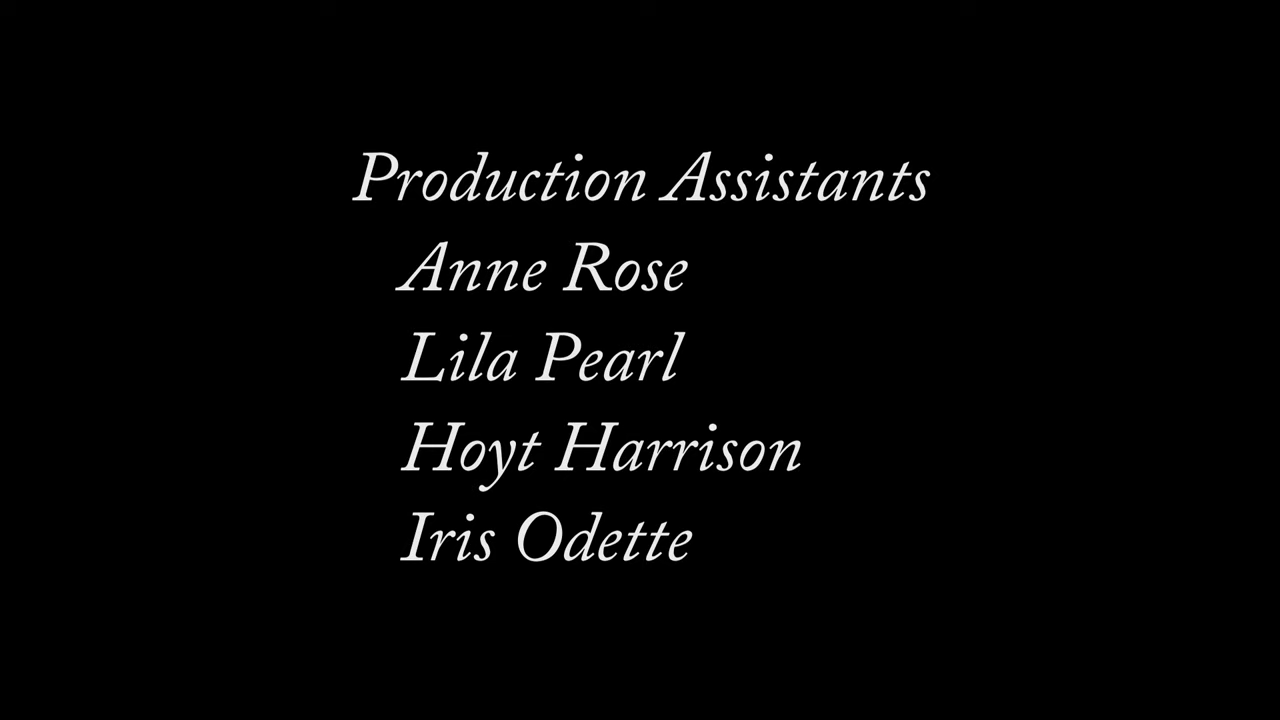 Production Assistants
Anne Rose
Lila Pearl
Hoyt Harrison
Iris Odette